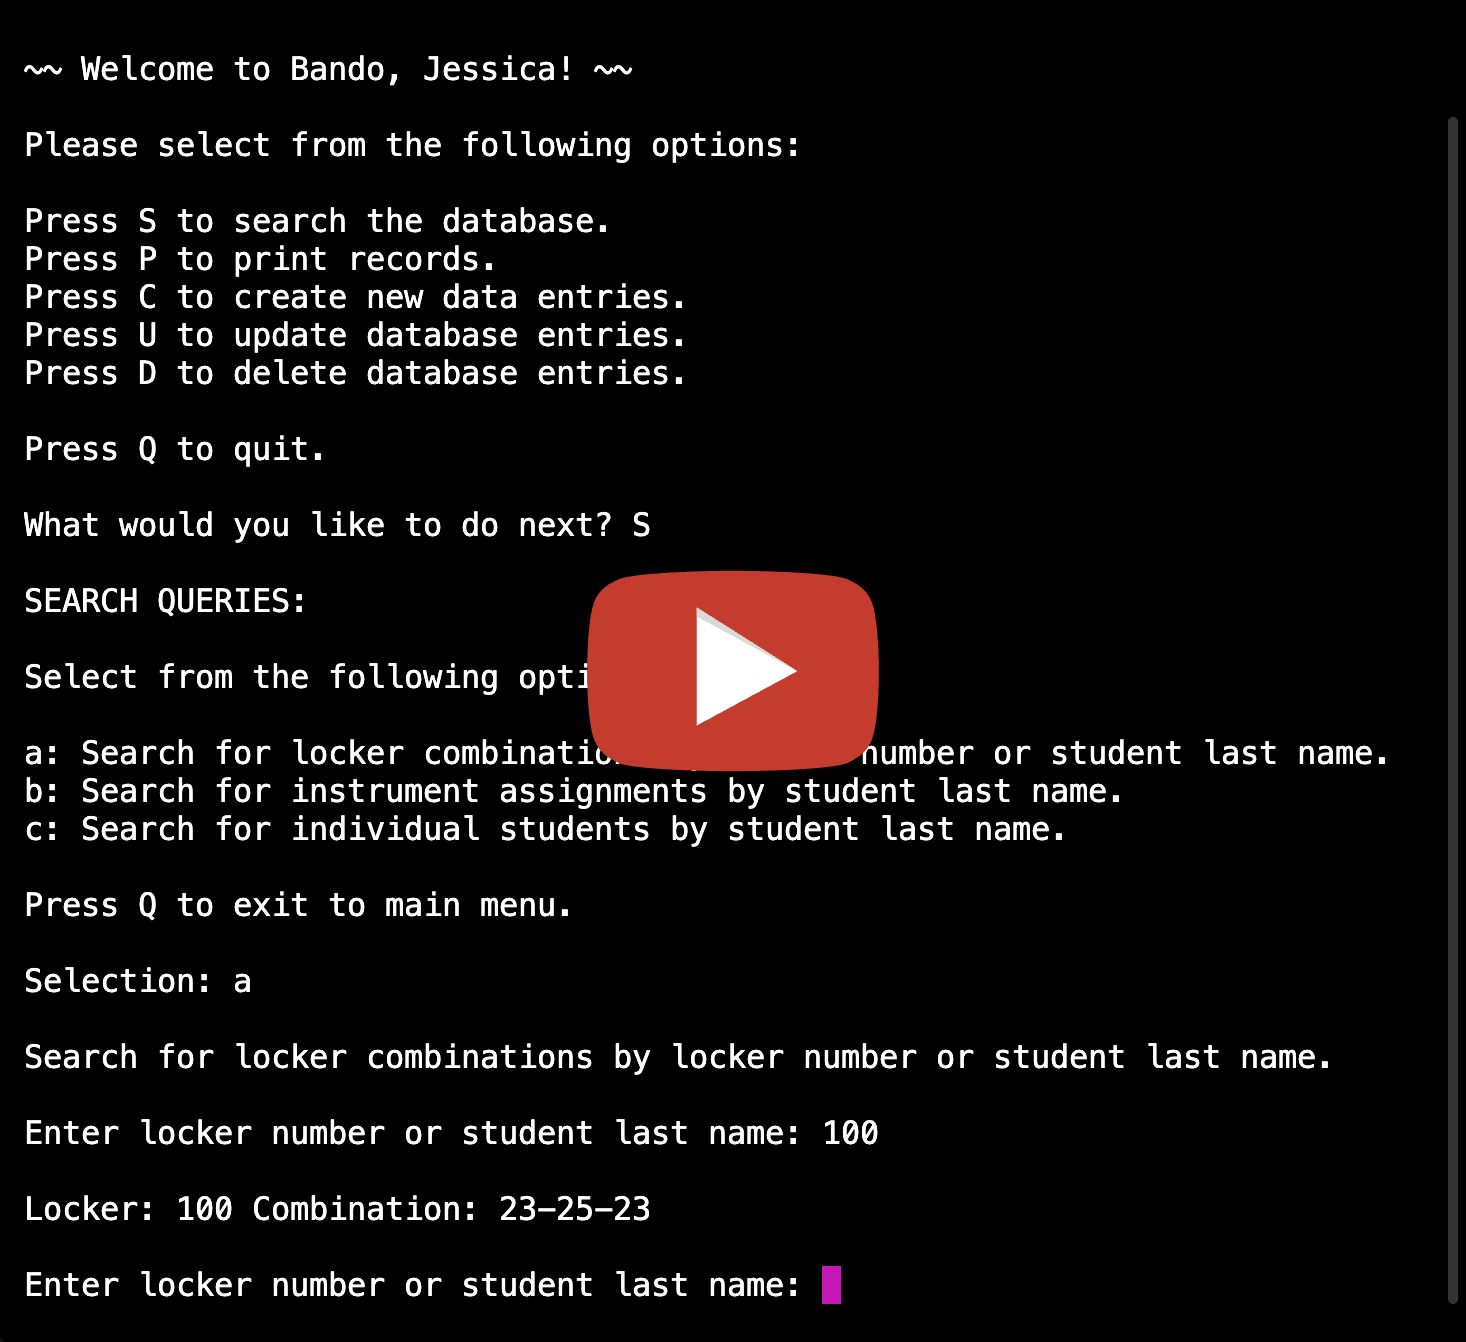 ~~ Welcome to Bando, Jessica! ~~
Please select from the following options:
Press S to search the database.
Press P to print records.
Press C to create new data entries.
Press U to update database entries.
Press D to delete database entries.
Press Q to quit.
What would you like to do next? S
SEARCH QUERIES:
Select from the following
a: Search for locker number or student last name.
b: Search for instrument assignments by student last name.
c: Search for individual students by student last name.
Press Q to exit to main menu.
Selection: a
Search for locker combinations by locker number or student last name.
Enter locker number or student last name: 100
Locker: 100 Combination: 23-25-23
Enter locker number or student last name: